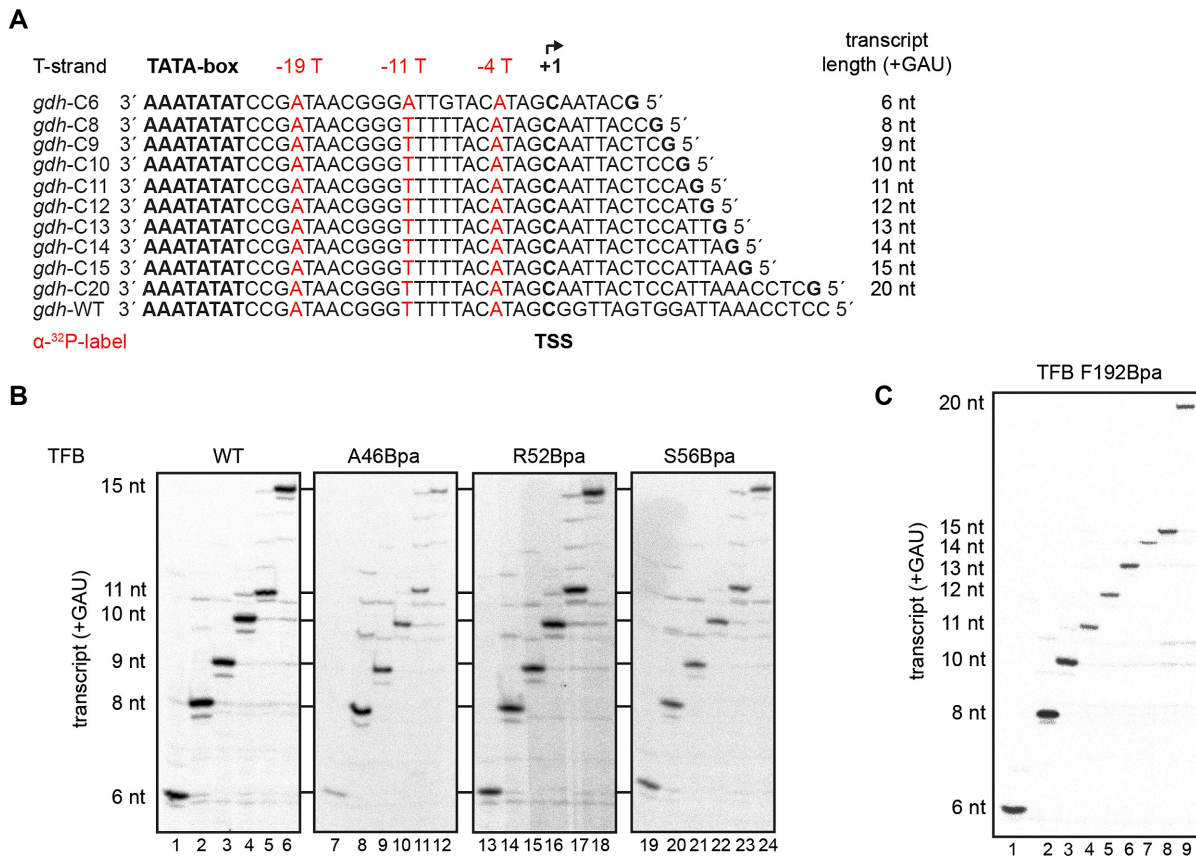 A
transcript
T-strand TATA-box -19 T -11 T -4 T +1 length (+GAU)
gdh-C6 3´ AAATATATCCGATAACGGGATTGTACATAGCAATACG 5´ 6 nt
gdh-C8 3´ AAATATATCCGATAACGGGTTTTTACATAGCAATTACCG 5´ 8 nt
gdh-C9 3´ AAATATATCCGATAACGGGTTTTTACATAGCAATTACTCG 5´ 9 nt
gdh-C10 3´ AAATATATCCGATAACGGGTTTTTACATAGCAATTACTCCG 5´ 10 nt
gdh-C11 3´ AAATATATCCGATAACGGGTTTTTACATAGCAATTACTCCAG 5´ 11 nt
gdh-C12 3´ AAATATATCCGATAACGGGTTTTTACATAGCAATTACTCCATG 5´ 12 nt
gdh-C13 3´ AAATATATCCGATAACGGGTTTTTACATAGCAATTACTCCATTG 5´ 13 nt
gdh-C14 3´ AAATATATCCGATAACGGGTTTTTACATAGCAATTACTCCATTAG 5´ 14 nt
gdh-C15 3´ AAATATATCCGATAACGGGTTTTTACATAGCAATTACTCCATTAAG 5´ 15 nt
gdh-C20 3´ AAATATATCCGATAACGGGTTTTTACATAGCAATTACTCCATTAAACCTCG 5´ 20 nt
gdh-WT 3´ AAATATATCCGATAACGGGTTTTTACATAGCGGTTAGTGGATTAAACCTCC 5´
α-³²P-label TSS
B
TFB WT A46Bpa R52Bpa S56Bpa
15 nt
11 nt
10 nt
9 nt
8 nt
6 nt
transcript (+GAU)
1 2 3 4 5 6 7 8 9 10 11 12 13 14 15 16 17 18 19 20 21 22 23 24
C
TFB F192Bpa
20 nt
15 nt
14 nt
13 nt
12 nt
11 nt
10 nt
8 nt
6 nt
transcript (+GAU)
1 2 3 4 5 6 7 8 9